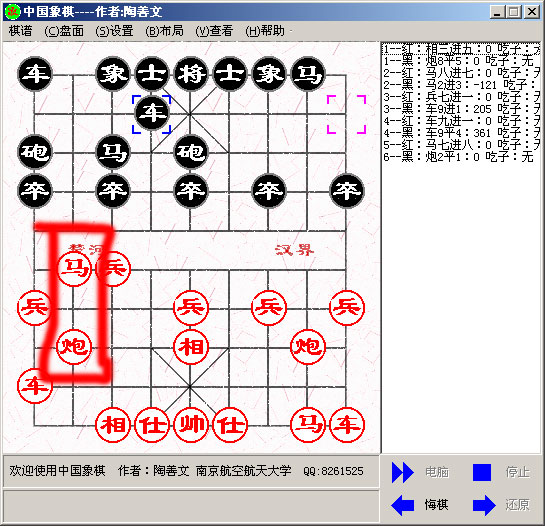 中国象棋----作者:陶善文
棋谱 (C)盘面 (S)设置 (B)布局 (V)查看 (H)帮助
1--红: 相三进五: 0 吃子: 无
1--黑: 炮8平5: 0 吃子: 无
2--红: 马八进七: 0 吃子: 无
2--黑: 马2进3: -121 吃子:
3--红: 兵七进一: 0 吃子: 无
3--黑: 车9进1: 205 吃子: 无
4--红: 车九进一: 0 吃子: 无
4--黑: 车9平4: 361 吃子: 无
5--红: 马七进八: 0 吃子: 无
6--黑: 炮2平1: 0 吃子: 无
车 象 士 将 士 象 马
车
砲 马 砲
卒 卒 卒 卒 卒
楚河 汉界
马 兵
兵 兵 兵 兵
炮 相 炮
车
相 仕 帅 仕 马 车
欢迎使用中国象棋 作者: 陶善文 南京航空航天大学 QQ:8261525
电脑 停止
悔棋 还原